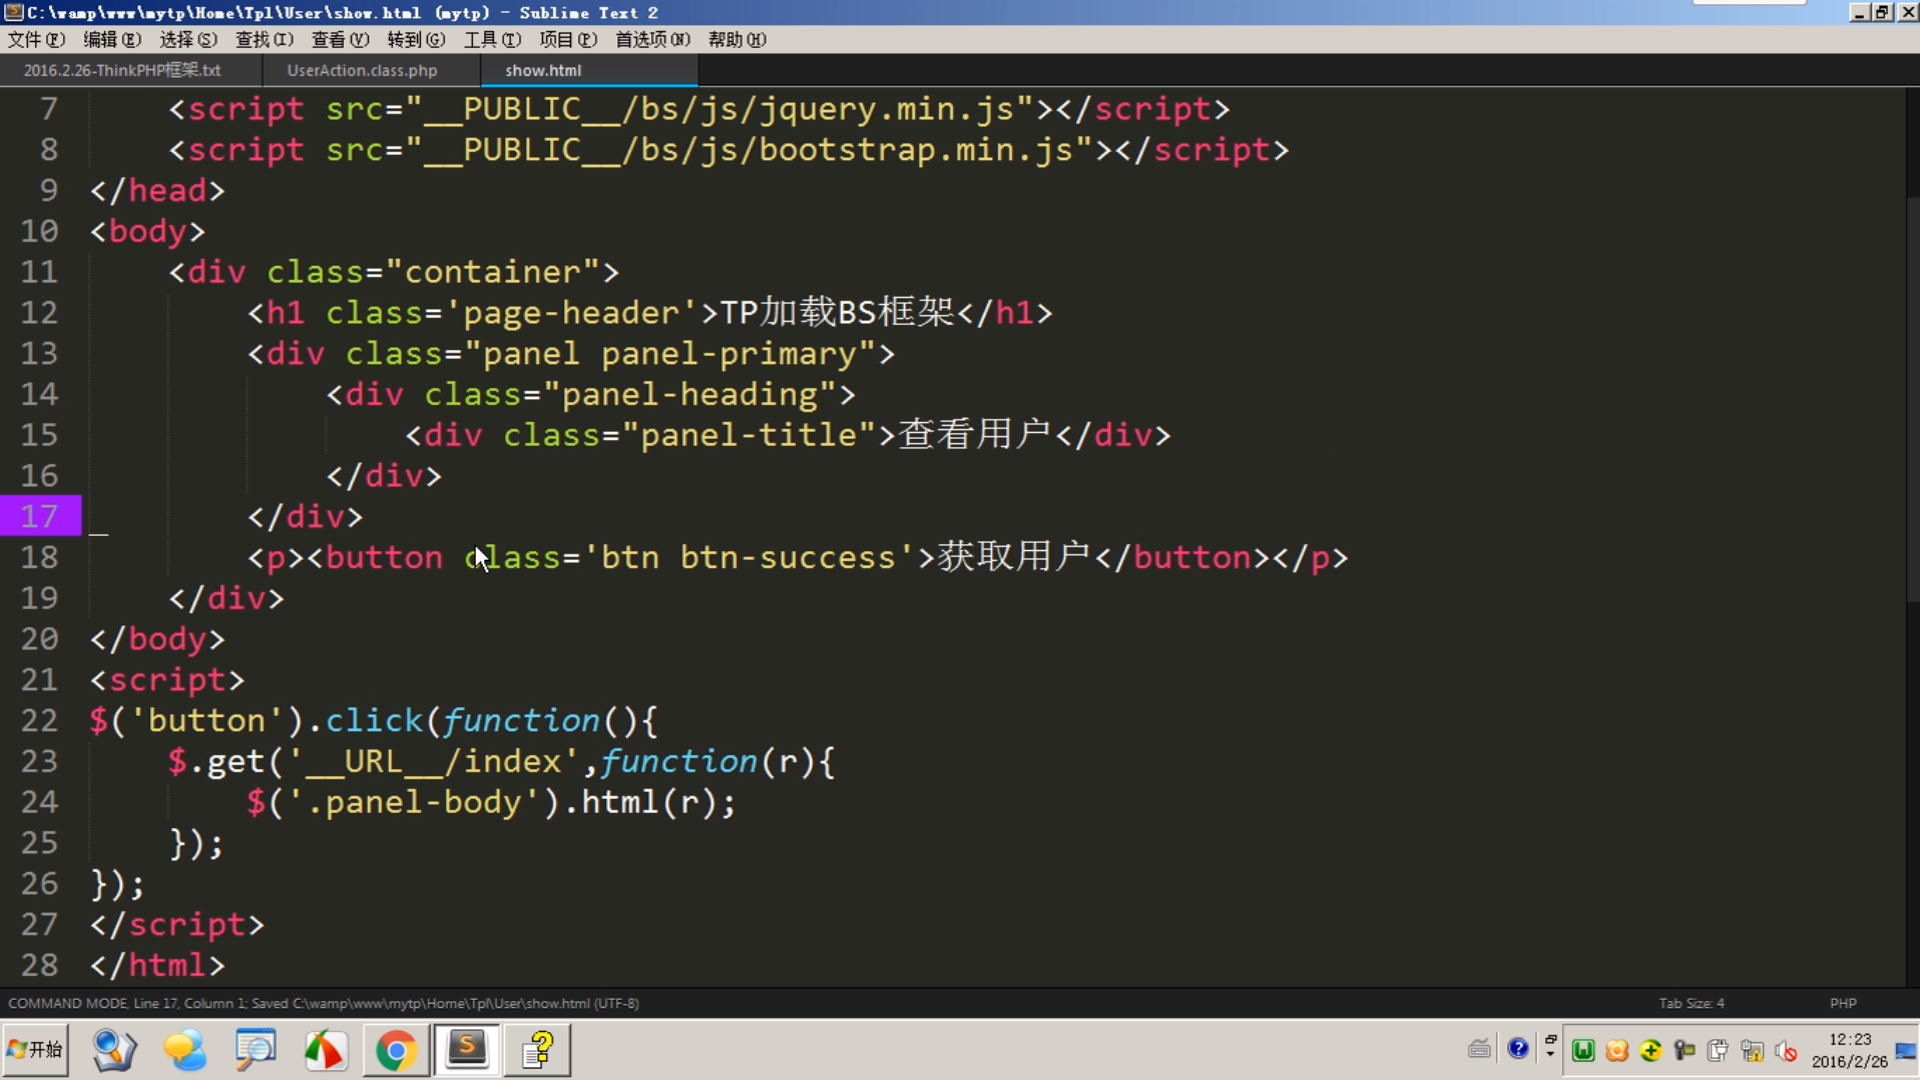 C:\wamp\www\mytp\Home\Tpl\User\show.html (mytp) - Sublime Text 2
文件(F) 编辑(E) 选择(S) 查找(I) 查看(V) 转到(G) 工具(T) 项目(P) 首选项(N) 帮助(H)
2016.2.26-ThinkPHP框架.txt UserAction.class.php show.html
7 <script src="__PUBLIC__/bs/js/jquery.min.js"></script>
8 <script src="__PUBLIC__/bs/js/bootstrap.min.js"></script>
9 </head>
10 <body>
11 <div class="container">
12 <h1 class='page-header'>TP加载BS框架</h1>
13 <div class="panel panel-primary">
14 <div class="panel-heading">
15 <div class="panel-title">查看用户</div>
16 </div>
17 </div>
18 <p><button class='btn btn-success'>获取用户</button></p>
19 </div>
20 </body>
21 <script>
22 $('button').click(function(){
23 $.get('__URL__/index',function(r){
24 $('.panel-body').html(r);
25 });
26 });
27 </script>
28 </html>
COMMAND MODE, Line 17, Column 1; Saved C:\wamp\www\mytp\Home\Tpl\User\show.html (UTF-8) Tab Size: 4 PHP
开始 12:23
2016/2/26